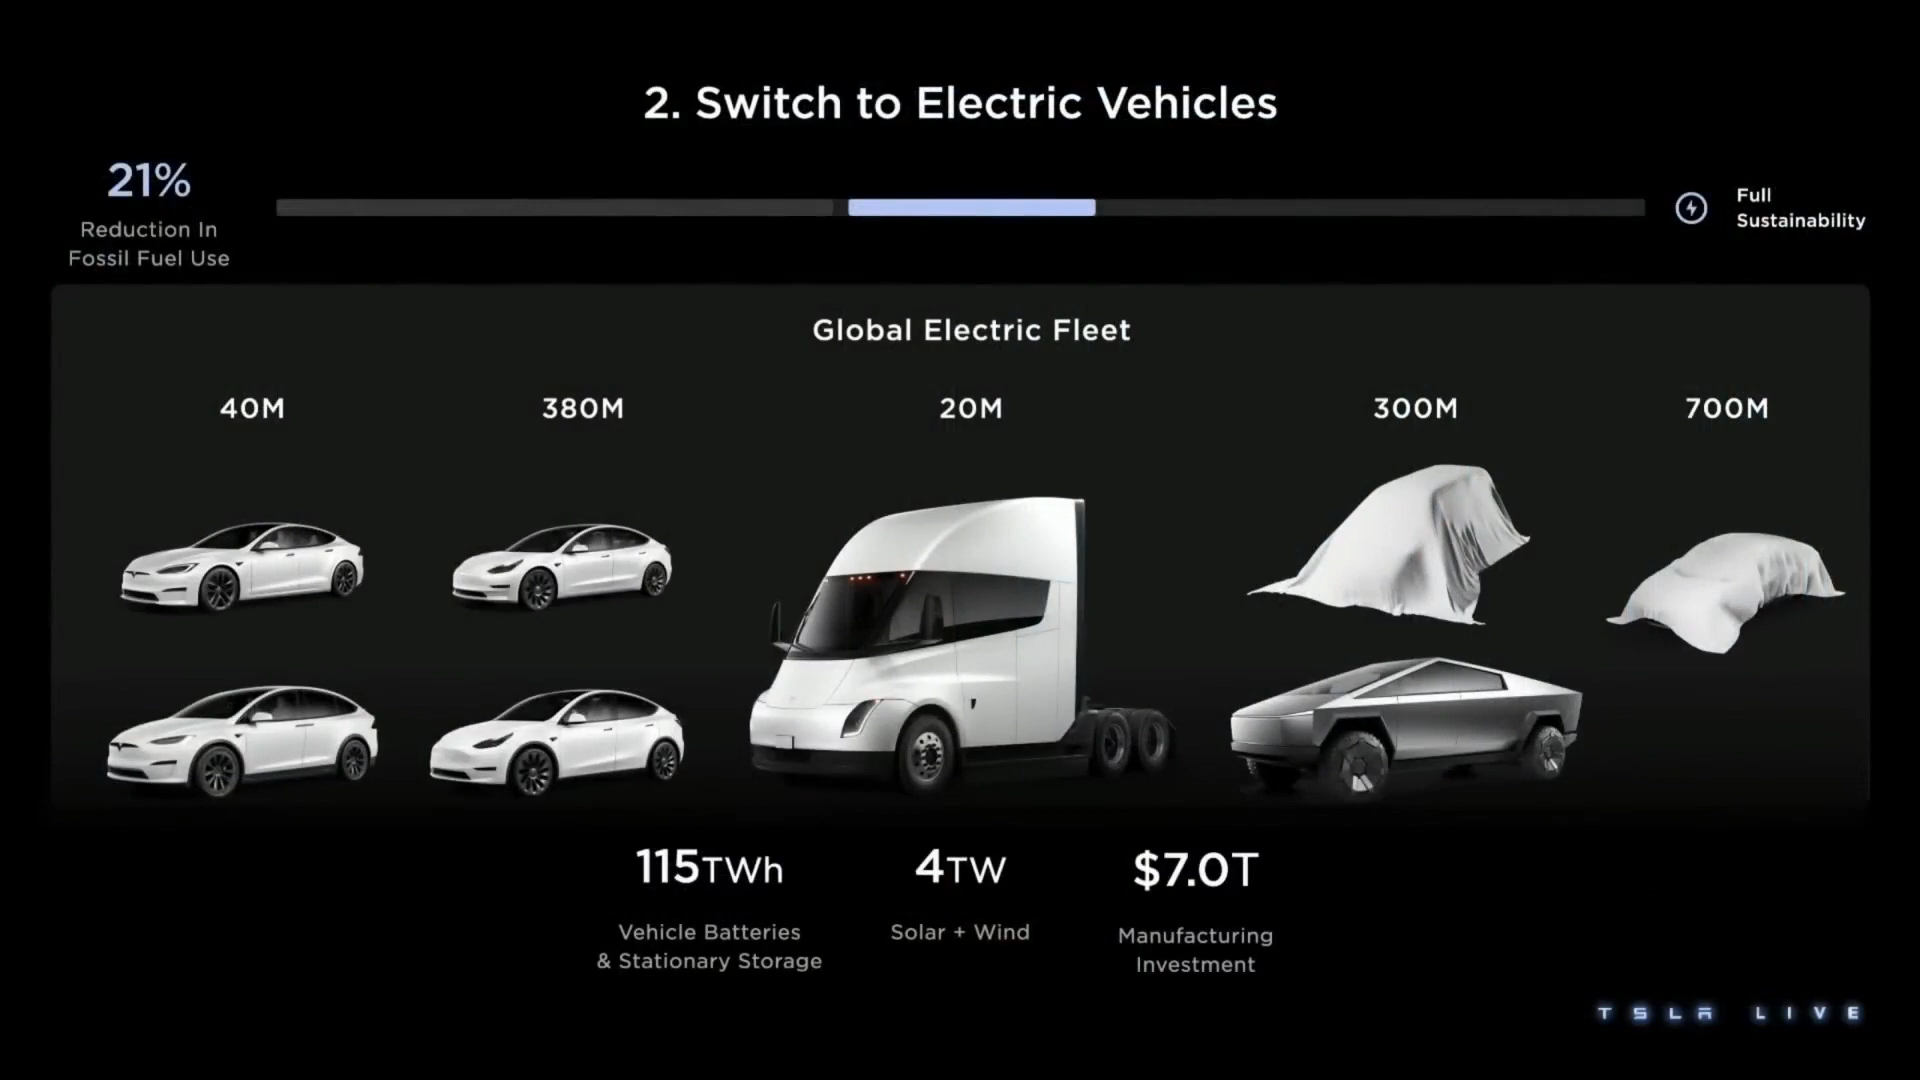 2. Switch to Electric Vehicles
21%
Reduction In
Fossil Fuel Use
Full
Sustainability
Global Electric Fleet
40M
380M
20M
300M
700M
115TWh
Vehicle Batteries
& Stationary Storage
4TW
Solar + Wind
$7.0T
Manufacturing
Investment
TSLA LIVE